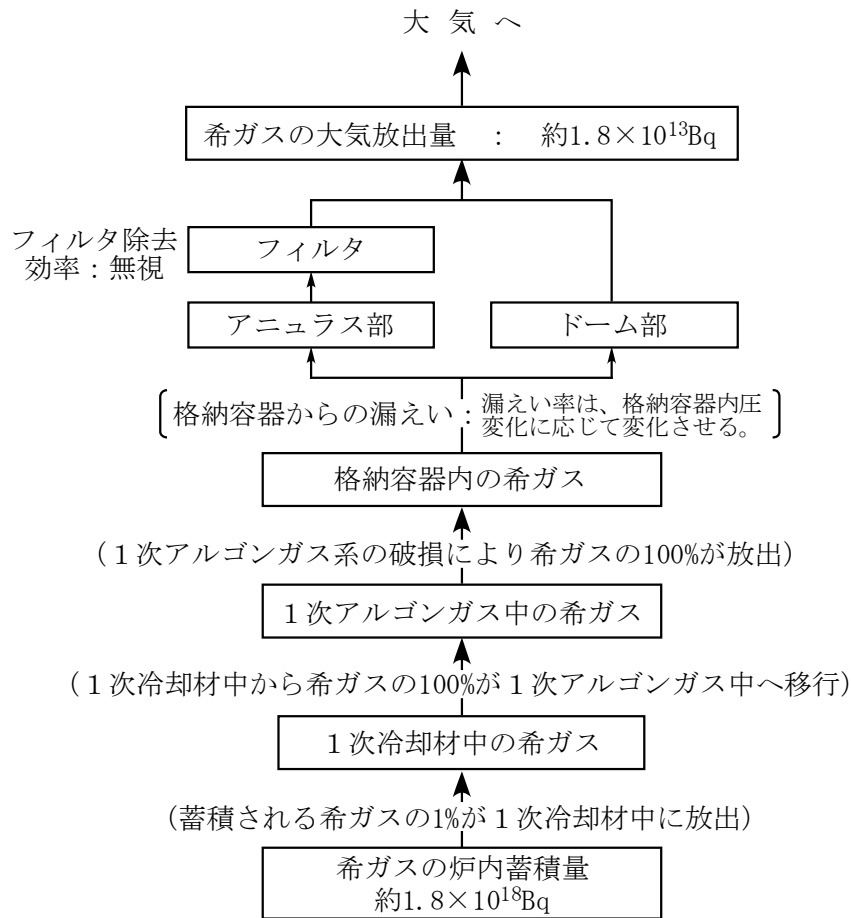 大 気 へ
希ガスの大気放出量 : 約1.8×10¹³Bq
フィルタ除去
効率:無視
フィルタ
アニュラス部
ドーム部
格納容器からの漏えい:漏えい率は、格納容器内圧
変化に応じて変化させる。
格納容器内の希ガス
(1次アルゴンガス系の破損により希ガスの100%が放出)
1次アルゴンガス中の希ガス
(1次冷却材中から希ガスの100%が1次アルゴンガス中へ移行)
1次冷却材中の希ガス
(蓄積される希ガスの1%が1次冷却材中に放出)
希ガスの炉内蓄積量
約1.8×10¹⁸Bq